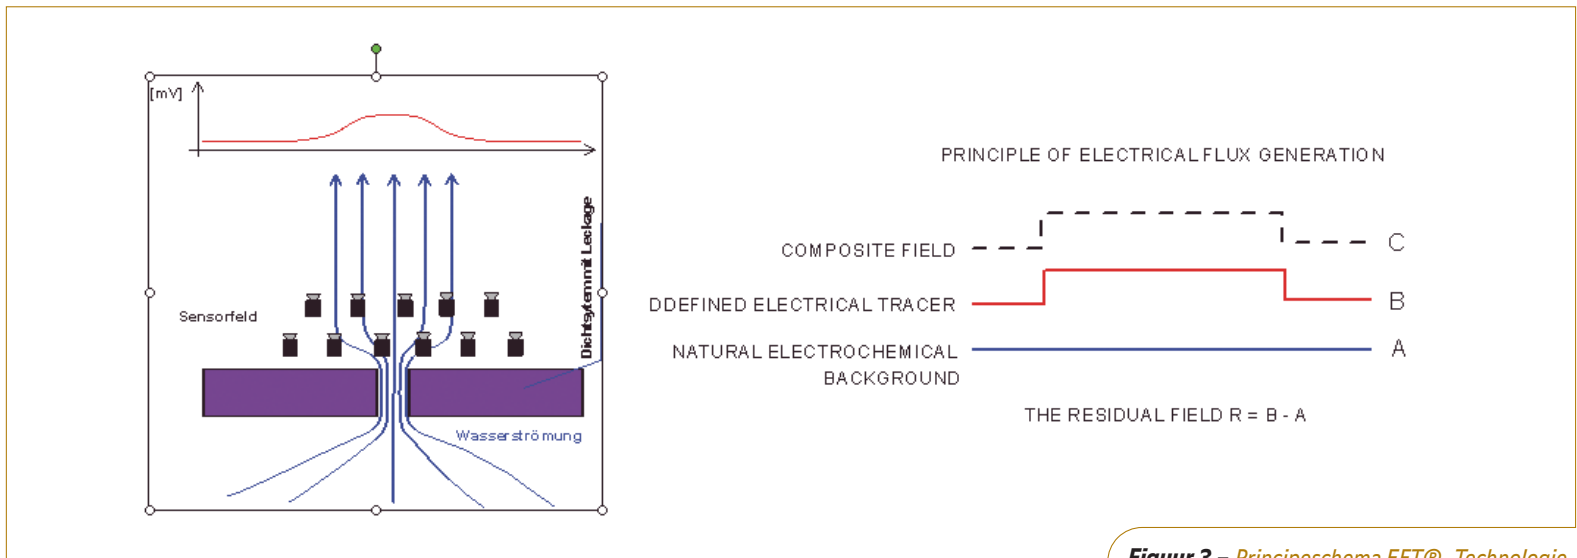 [mV]
Dichtsytem mit Leckage
Sensorfeld
Wasserströmung
PRINCIPLE OF ELECTRICAL FLUX GENERATION
COMPOSITE FIELD
C
DDEFINED ELECTRICAL TRACER
B
NATURAL ELECTROCHEMICAL
BACKGROUND
A
THE RESIDUAL FIELD R = B - A
Figuur 3 – Principeschema EFT®-Technologie